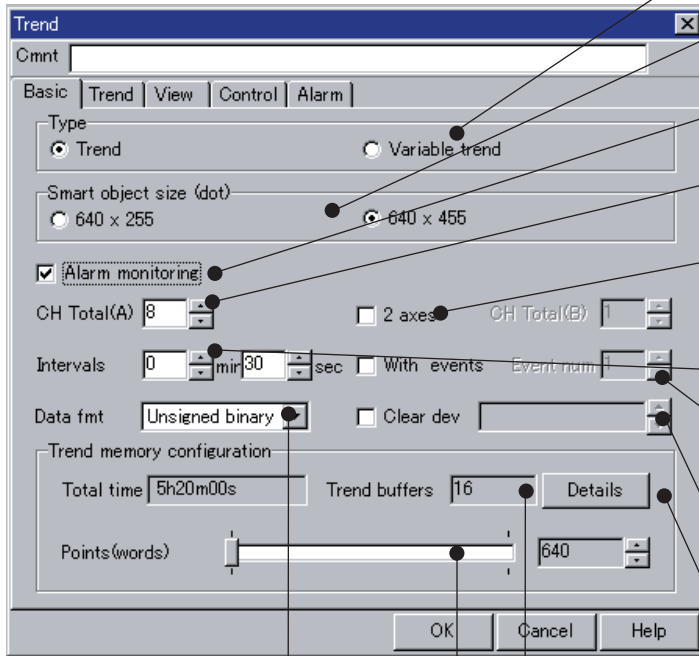 Trend
Cmnt
Basic Trend View Control Alarm
Type
Trend Variable trend
Smart object size (dot)
640 x 255 640 x 455
Alarm monitoring
CH Total(A) 8 2 axes CH Total(B) 1
Intervals 0 min 30 sec With events Event num 1
Data fmt Unsigned binary Clear dev
Trend memory configuration
Total time 5h20m00s Trend buffers 16 Details
Points(words) 640
OK Cancel Help